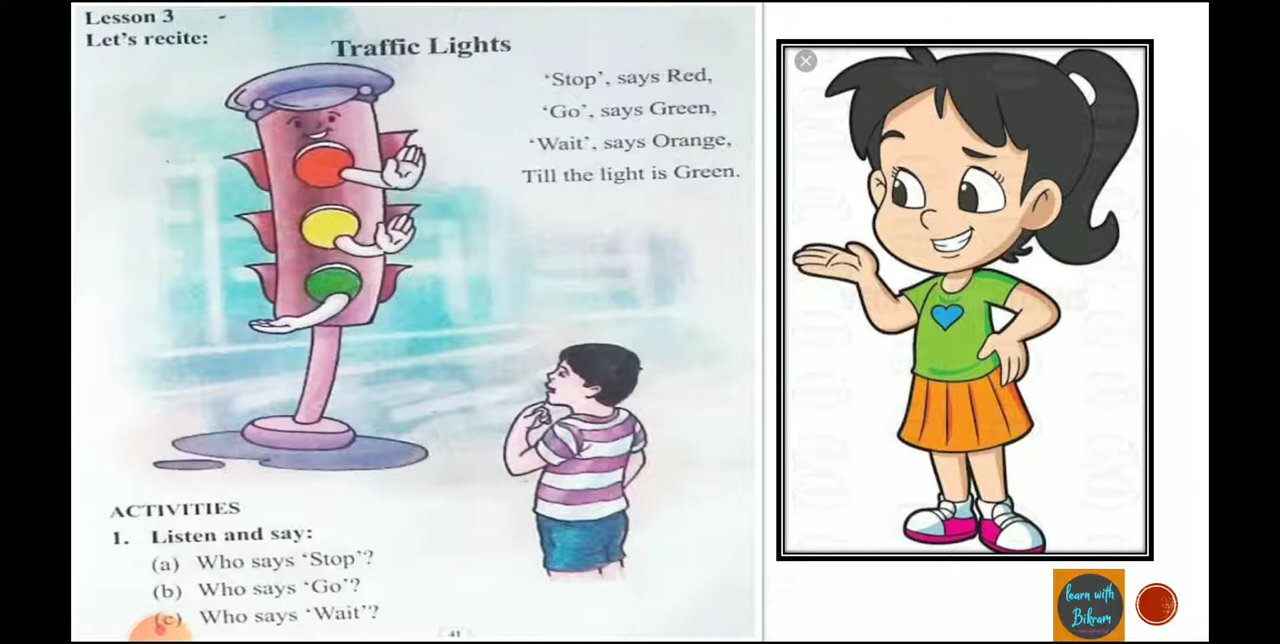 Lesson 3 -
Let's recite:
Traffic Lights
'Stop', says Red,
'Go', says Green,
'Wait', says Orange,
Till the light is Green.
ACTIVITIES
1. Listen and say:
(a) Who says 'Stop'?
(b) Who says 'Go'?
(c) Who says 'Wait'?
41
learn with
Bikram